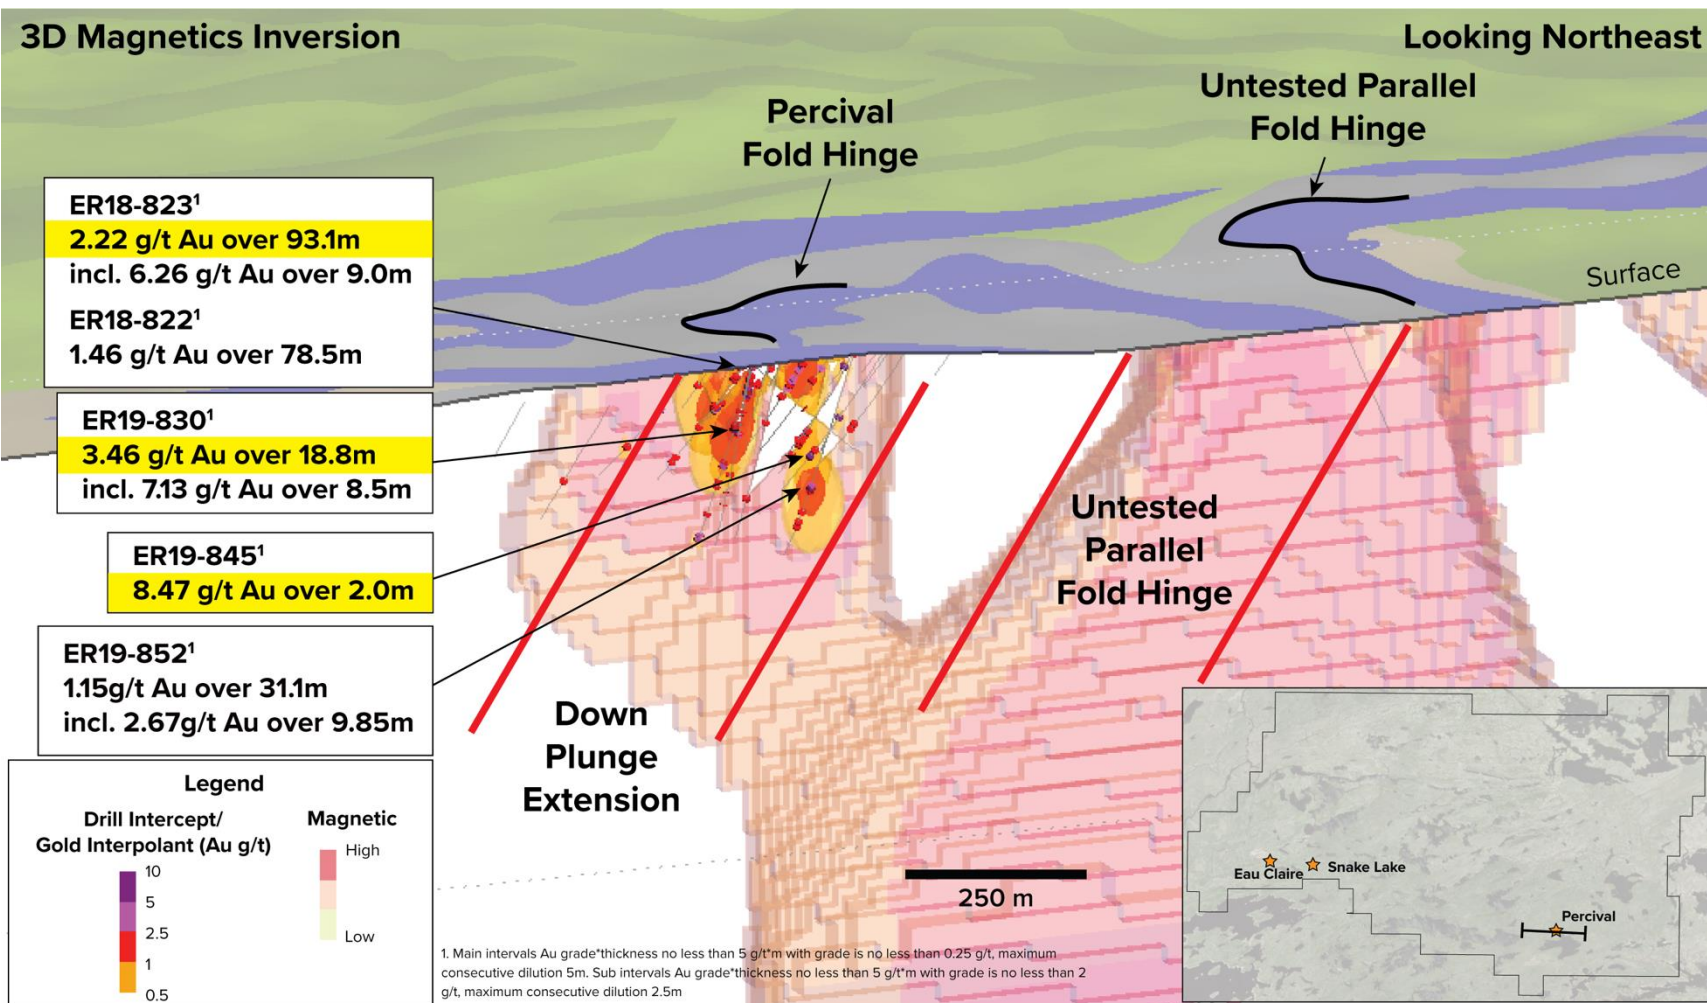 3D Magnetics Inversion
Looking Northeast
Percival
Fold Hinge
Untested Parallel
Fold Hinge
Surface
ER18-823¹
2.22 g/t Au over 93.1m
incl. 6.26 g/t Au over 9.0m
ER18-822¹
1.46 g/t Au over 78.5m
ER19-830¹
3.46 g/t Au over 18.8m
incl. 7.13 g/t Au over 8.5m
ER19-845¹
8.47 g/t Au over 2.0m
ER19-852¹
1.15g/t Au over 31.1m
incl. 2.67g/t Au over 9.85m
Untested
Parallel
Fold Hinge
Down
Plunge
Extension
Legend
Drill Intercept/
Gold Interpolant (Au g/t)
10
5
2.5
1
0.5
Magnetic
High
Low
250 m
1. Main intervals Au grade*thickness no less than 5 g/t*m with grade is no less than 0.25 g/t, maximum
consecutive dilution 5m. Sub intervals Au grade*thickness no less than 5 g/t*m with grade is no less than 2
g/t, maximum consecutive dilution 2.5m
Eau Claire
Snake Lake
Percival